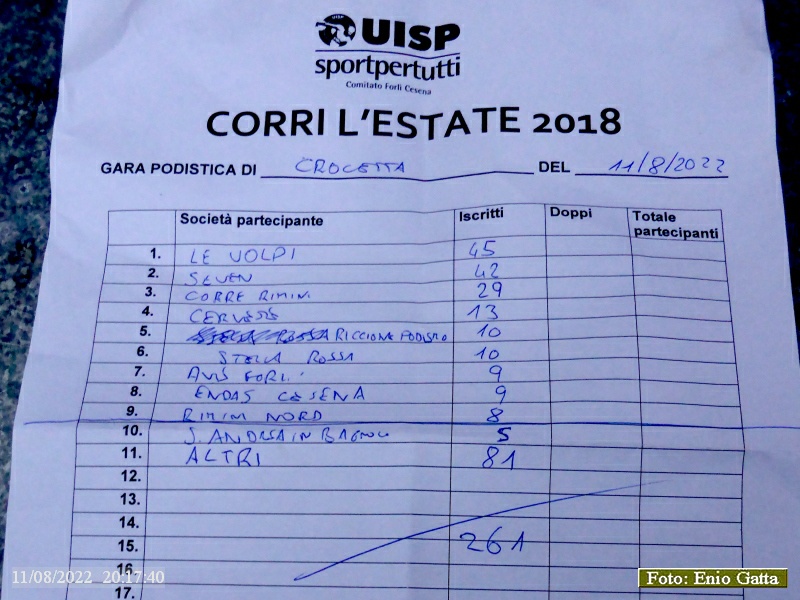 UISP
UISP
sportpertutti
Comitato Forlì Cesena
CORRI L'ESTATE 2018
GARA PODISTICA DI CROCETTA DEL 11/8/2022
Società partecipante Iscritti Doppi Totale partecipanti
1. LE VOLPI 45
2. SEVEN 42
3. CORRE RIMINI 29
4. CERVESE 13
5. ROSSA RICCIONE PODISMO 10
6. STELLA ROSSA 10
7. AVIS FORLI' 9
8. ENDAS CESENA 9
9. RIMINI NORD 8
10. S. ANDREA IN BAGNOLO 5
11. ALTRI 81
12.
13.
14.
15. 261
16
17.
11/08/2022 20:17:40
Foto: Enio Gatta